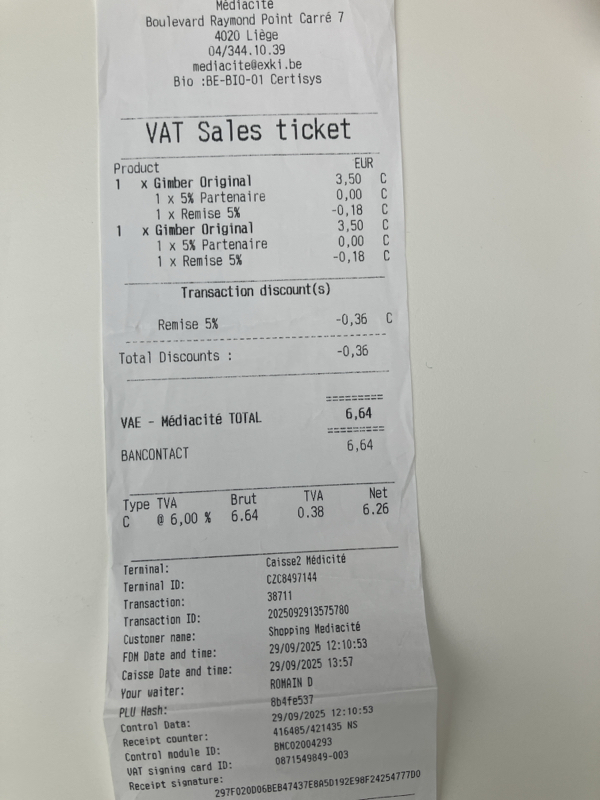 Médiacité
Boulevard Raymond Point Carré 7
4020 Liège
04/344.10.39
mediacite@exki.be
Bio :BE-BIO-01 Certisys
VAT Sales ticket
Product EUR
1 x Gimber Original 3,50 C
1 x 5% Partenaire 0,00 C
1 x Remise 5% -0,18 C
1 x Gimber Original 3,50 C
1 x 5% Partenaire 0,00 C
1 x Remise 5% -0,18 C
Transaction discount(s)
Remise 5% -0,36 C
Total Discounts : -0,36
=========
VAE - Médiacité TOTAL 6,64
=========
BANCONTACT 6,64
Type TVA Brut TVA Net
C @ 6,00 % 6.64 0.38 6.26
Terminal: Caisse2 Médicité
Terminal ID: CZC8497144
Transaction: 38711
Transaction ID: 2025092913575780
Customer name: Shopping Mediacité
FDM Date and time: 29/09/2025 12:10:53
Caisse Date and time: 29/09/2025 13:57
Your waiter: ROMAIN D
PLU Hash: 8b4fe537
Control Data: 29/09/2025 12:10:53
Receipt counter: 416485/421435 NS
Control module ID: BMC02004293
VAT signing card ID: 0871549849-003
Receipt signature:
297F020D06BEB47437E8A5D192E98F24254777D0